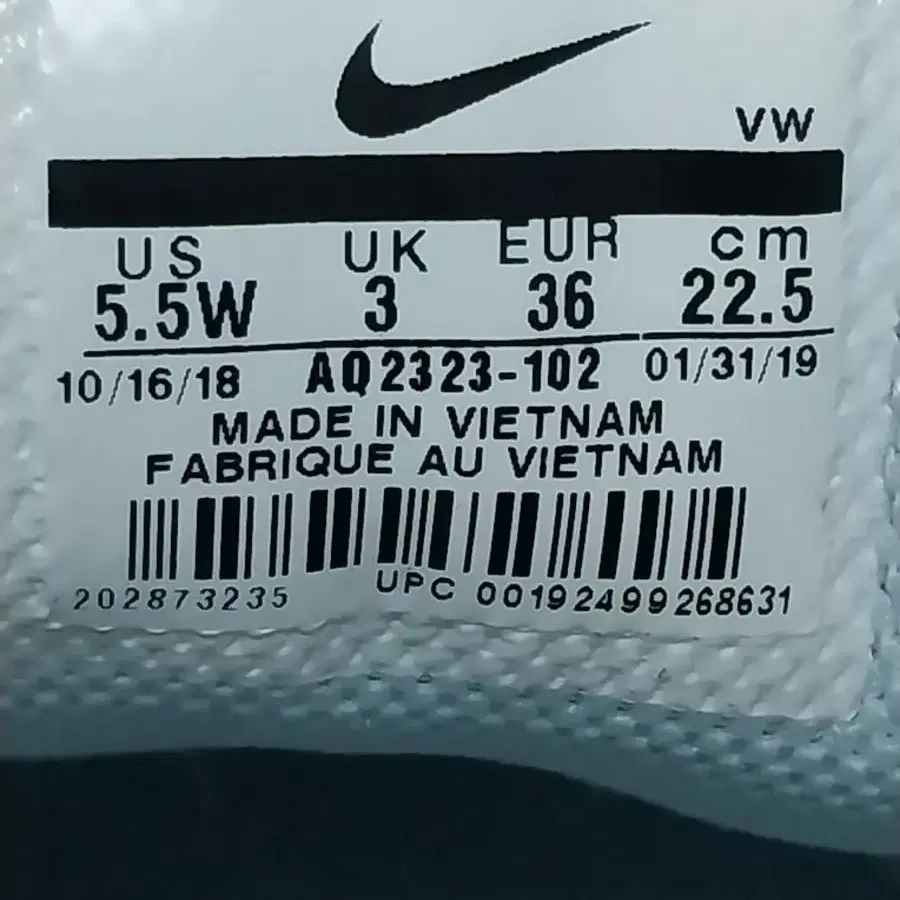 VW
US UK EUR cm
5.5W 3 36 22.5
10/16/18 AQ2323-102 01/31/19
MADE IN VIETNAM
FABRIQUE AU VIETNAM
202873235 UPC 00192499268631